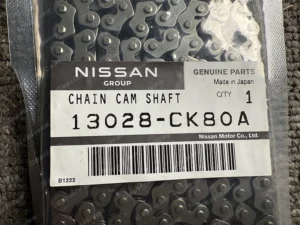 NISSAN GENUINE PARTS
GROUP Made in Japan
CHAIN CAM SHAFT QTY 1
13028-CK80A
Nissan Motor Co., Ltd.
B1222